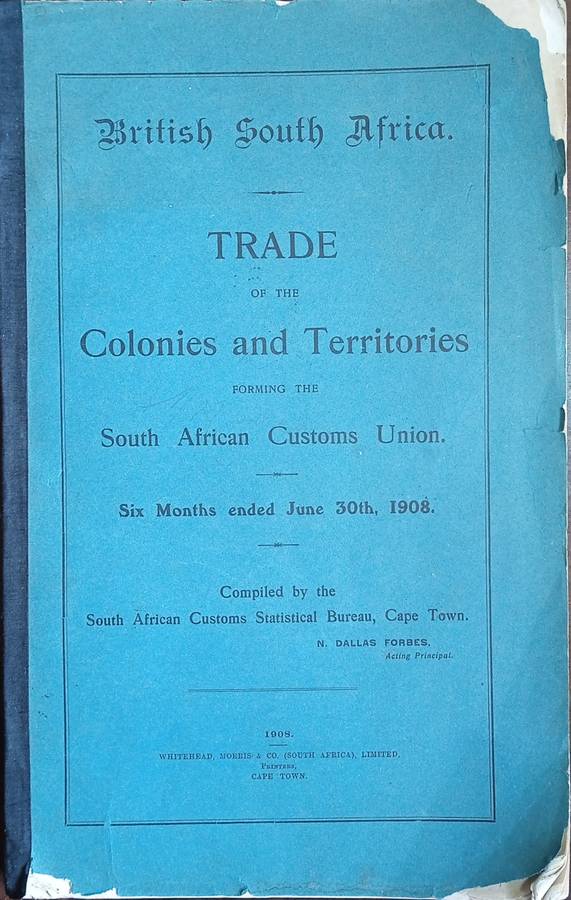 British South Africa.
TRADE
OF THE
Colonies and Territories
FORMING THE
South African Customs Union.
Six Months ended June 30th, 1908.
Compiled by the
South African Customs Statistical Bureau, Cape Town.
N. DALLAS FORBES,
Acting Principal.
1908.
WHITEHEAD, MORRIS & CO. (SOUTH AFRICA), LIMITED,
PRINTERS,
CAPE TOWN.